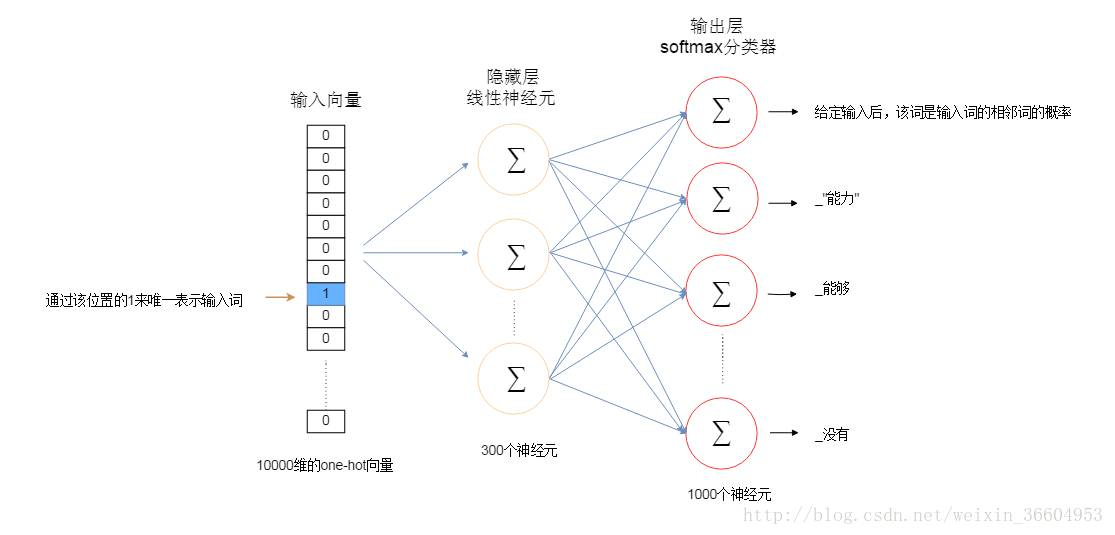 输出层
softmax分类器
隐藏层
线性神经元
输入向量
0
0
0
0
0
0
0
1
0
0
0
通过该位置的1来唯一表示输入词
10000维的one-hot向量
∑
∑
∑
300个神经元
∑
∑
∑
∑
1000个神经元
给定输入后，该词是输入词的相邻词的概率
_"能力"
_能够
_没有
http://blog.csdn.net/weixin_36604953